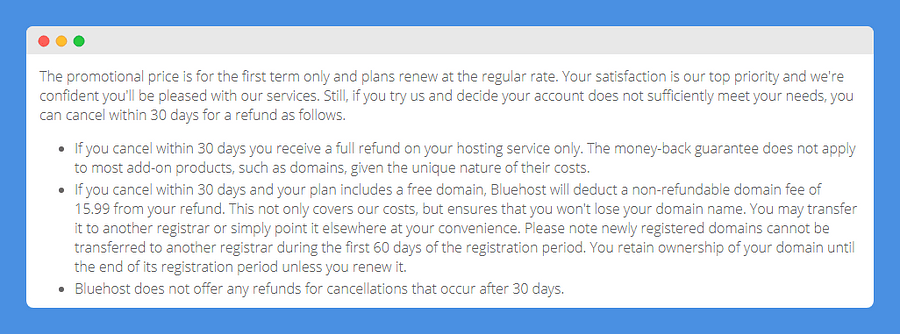 The promotional price is for the first term only and plans renew at the regular rate. Your satisfaction is our top priority and we're
confident you'll be pleased with our services. Still, if you try us and decide your account does not sufficiently meet your needs, you
can cancel within 30 days for a refund as follows.
• If you cancel within 30 days you receive a full refund on your hosting service only. The money-back guarantee does not apply
to most add-on products, such as domains, given the unique nature of their costs.
• If you cancel within 30 days and your plan includes a free domain, Bluehost will deduct a non-refundable domain fee of
15.99 from your refund. This not only covers our costs, but ensures that you won't lose your domain name. You may transfer
it to another registrar or simply point it elsewhere at your convenience. Please note newly registered domains cannot be
transferred to another registrar during the first 60 days of the registration period. You retain ownership of your domain until
the end of its registration period unless you renew it.
• Bluehost does not offer any refunds for cancellations that occur after 30 days.